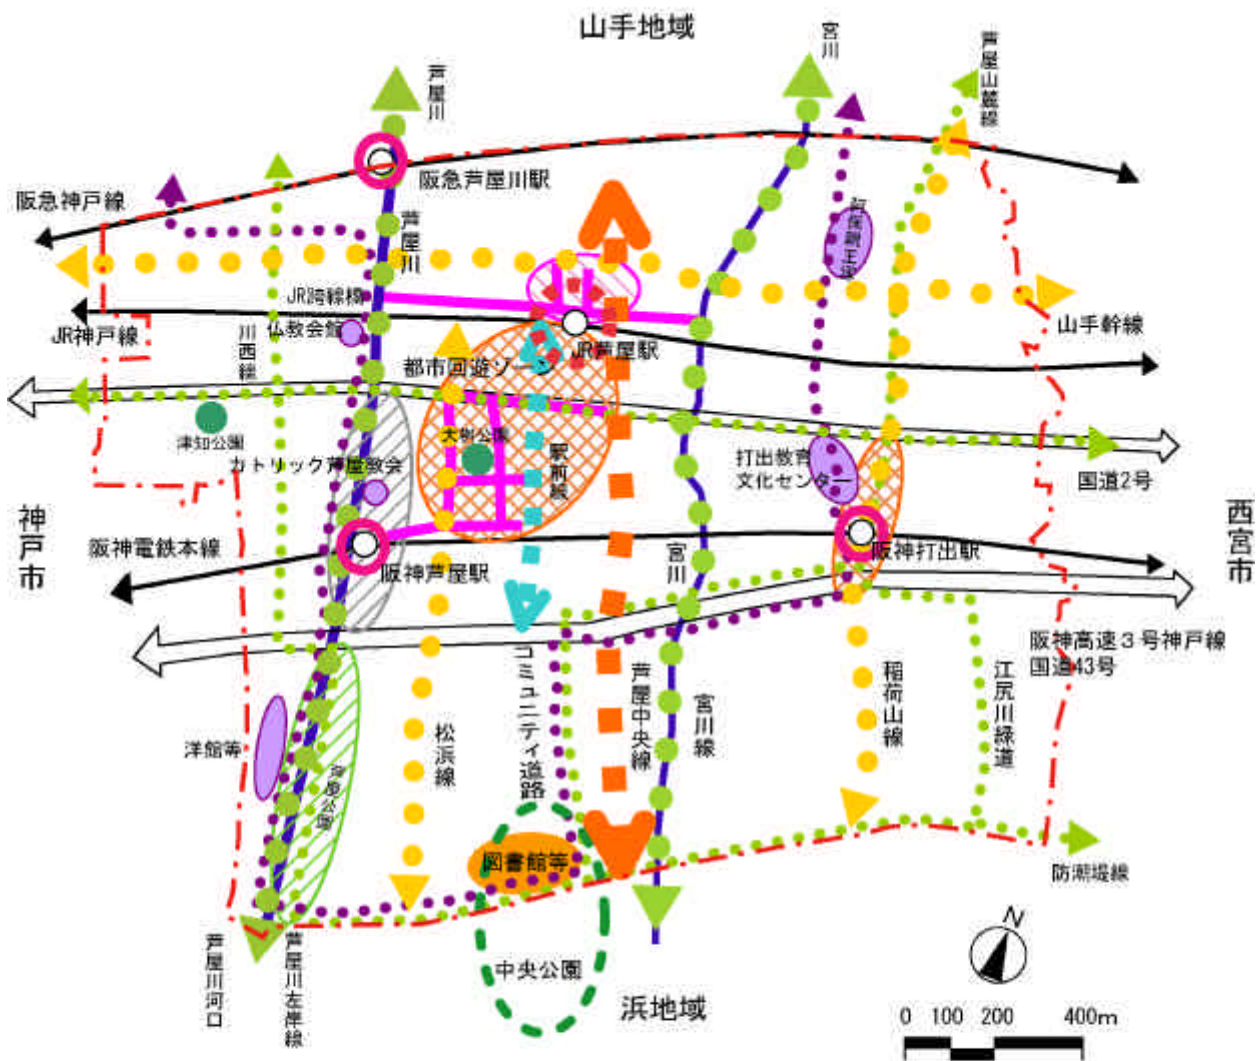 山手地域
芦屋川
宮川
芦屋山麓線
阪急芦屋川駅
阪急神戸線
芦屋川
JR跨線橋
山手幹線
JR神戸線
仏教会館
JR芦屋駅
川西線
都市回遊ゾーン
津知公園
大桝公園
カトリック芦屋教会
駅前線
打出教育
文化センター
国道2号
神戸市
西宮市
阪神電鉄本線
阪神芦屋駅
宮川
阪神打出駅
阪神高速3号神戸線
国道43号
コミュニティ道路
芦屋中央線
宮川線
稲荷山線
江尻川緑道
松浜線
洋館等
芦屋公園
図書館等
防潮堤線
芦屋川河口
芦屋川左岸線
中央公園
浜地域
N
0 100 200 400m